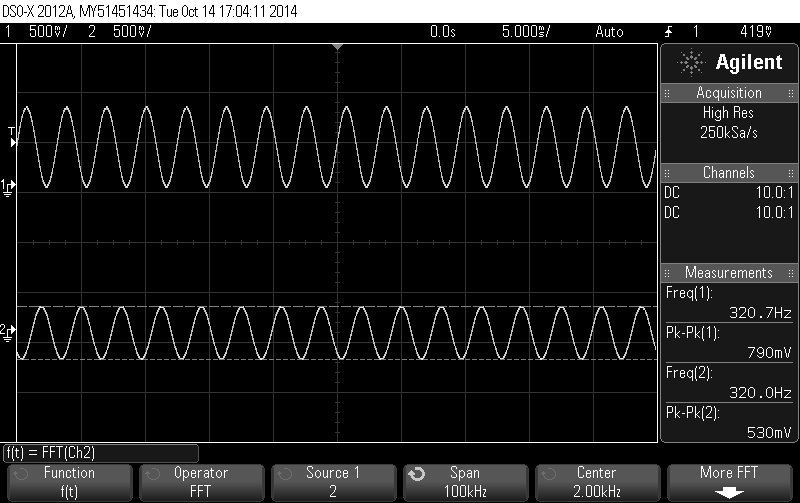 DSO-X 2012A, MY51451434: Tue Oct 14 17:04:11 2014
1 500mV/ 2 500mV/ 0.0s 5.000ms/ Auto 1 419mV
Agilent
Acquisition
High Res
250kSa/s
Channels
DC 10.0:1
DC 10.0:1
Measurements
Freq(1):
320.7Hz
Pk-Pk(1):
790mV
Freq(2):
320.0Hz
Pk-Pk(2):
530mV
T
1
2
f(t) = FFT(Ch2)
Function
f(t)
Operator
FFT
Source 1
2
Span
100kHz
Center
2.00kHz
More FFT